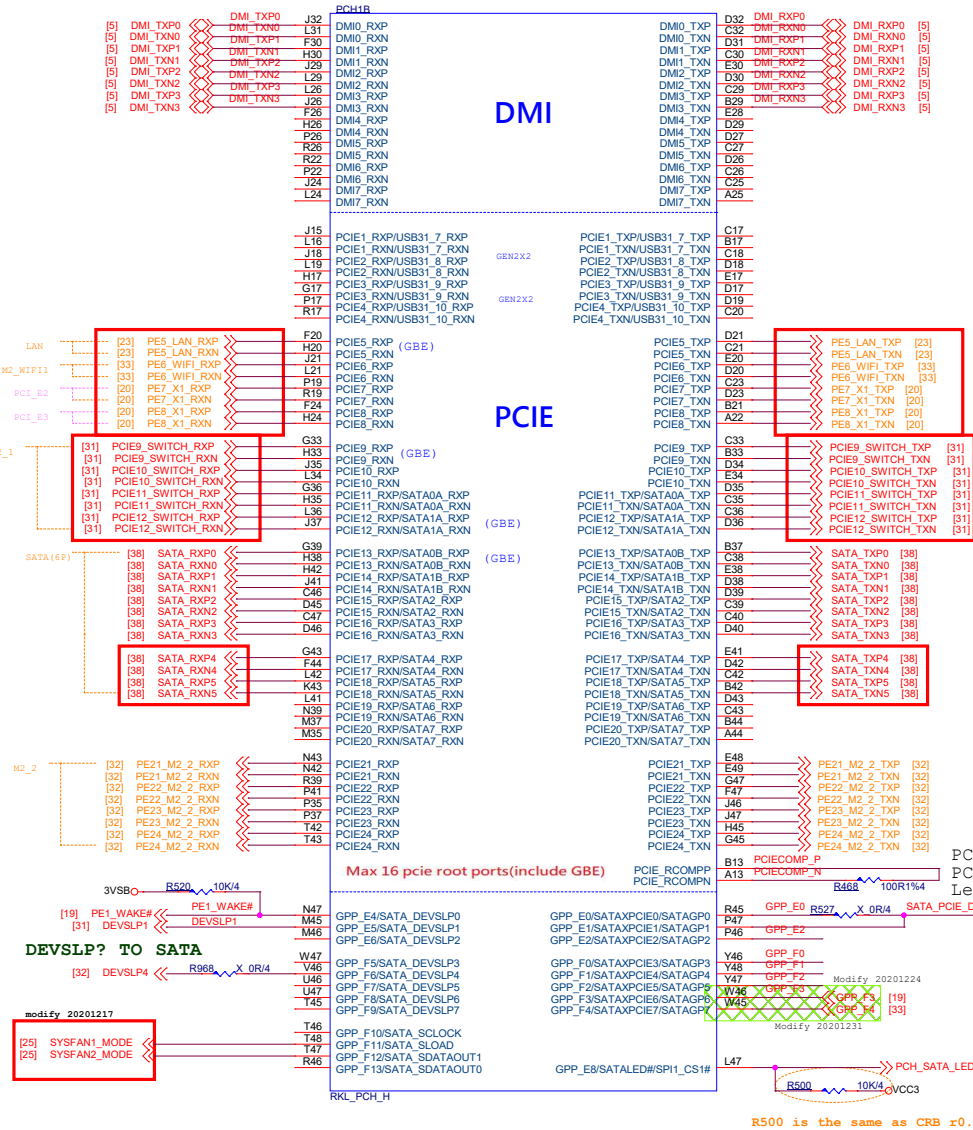 PCH1B
[5] DMI_TXP0 DMI_TXP0 J32 DMI0_RXP DMI0_TXP D32 DMI_RXP0 DMI_RXP0 [5]
[5] DMI_TXN0 DMI_TXN0 L31 DMI0_RXN DMI0_TXN C32 DMI_RXN0 DMI_RXN0 [5]
[5] DMI_TXP1 DMI_TXP1 F30 DMI1_RXP DMI1_TXP D31 DMI_RXP1 DMI_RXP1 [5]
[5] DMI_TXN1 DMI_TXN1 H30 DMI1_RXN DMI1_TXN C30 DMI_RXN1 DMI_RXN1 [5]
[5] DMI_TXP2 DMI_TXP2 J29 DMI2_RXP DMI2_TXP E30 DMI_RXP2 DMI_RXP2 [5]
[5] DMI_TXN2 DMI_TXN2 L29 DMI2_RXN DMI2_TXN D30 DMI_RXN2 DMI_RXN2 [5]
[5] DMI_TXP3 DMI_TXP3 L26 DMI3_RXP DMI3_TXP C29 DMI_RXP3 DMI_RXP3 [5]
[5] DMI_TXN3 DMI_TXN3 J26 DMI3_RXN DMI3_TXN B29 DMI_RXN3 DMI_RXN3 [5]
DMI
F26 DMI4_RXP DMI4_TXP E28
H26 DMI4_RXN DMI4_TXN D29
P26 DMI5_RXP DMI5_TXP D27
R26 DMI5_RXN DMI5_TXN C27
R22 DMI6_RXP DMI6_TXP D26
P22 DMI6_RXN DMI6_TXN C26
J24 DMI7_RXP DMI7_TXP C25
L24 DMI7_RXN DMI7_TXN A25
J15 PCIE1_RXP/USB31_7_RXP PCIE1_TXP/USB31_7_TXP C17
L16 PCIE1_RXN/USB31_7_RXN PCIE1_TXN/USB31_7_TXN B17
J18 PCIE2_RXP/USB31_8_RXP GEN2X2 PCIE2_TXP/USB31_8_TXP C18
L19 PCIE2_RXN/USB31_8_RXN PCIE2_TXN/USB31_8_TXN D18
H17 PCIE3_RXP/USB31_9_RXP PCIE3_TXP/USB31_9_TXP E17
G17 PCIE3_RXN/USB31_9_RXN PCIE3_TXN/USB31_9_TXN D17
P17 PCIE4_RXP/USB31_10_RXP GEN2X2 PCIE4_TXP/USB31_10_TXP D19
R17 PCIE4_RXN/USB31_10_RXN PCIE4_TXN/USB31_10_TXN C20
LAN [23] PE5_LAN_RXP F20 PCIE5_RXP (GBE) PCIE5_TXP D21 PE5_LAN_TXP [23]
[23] PE5_LAN_RXN H20 PCIE5_RXN PCIE5_TXN C21 PE5_LAN_TXN [23]
M2_WIFI1 [33] PE6_WIFI_RXP J21 PCIE6_RXP PCIE6_TXP E20 PE6_WIFI_TXP [33]
[33] PE6_WIFI_RXN L21 PCIE6_RXN PCIE6_TXN D20 PE6_WIFI_TXN [33]
PCI_E2 [20] PE7_X1_RXP P19 PCIE7_RXP PCIE7_TXP C23 PE7_X1_TXP [20]
[20] PE7_X1_RXN R19 PCIE7_RXN PCIE7_TXN D23 PE7_X1_TXN [20]
PCI_E3 [20] PE8_X1_RXP F24 PCIE8_RXP PCIE8_TXP B21 PE8_X1_TXP [20]
[20] PE8_X1_RXN H24 PCIE8_RXN PCIE8_TXN A22 PE8_X1_TXN [20]
PCIE
[31] PCIE9_SWITCH_RXP G33 PCIE9_RXP (GBE) PCIE9_TXP C33 PCIE9_SWITCH_TXP [31]
[31] PCIE9_SWITCH_RXN H33 PCIE9_RXN PCIE9_TXN B33 PCIE9_SWITCH_TXN [31]
[31] PCIE10_SWITCH_RXP J35 PCIE10_RXP PCIE10_TXP D34 PCIE10_SWITCH_TXP [31]
[31] PCIE10_SWITCH_RXN L34 PCIE10_RXN PCIE10_TXN E34 PCIE10_SWITCH_TXN [31]
[31] PCIE11_SWITCH_RXP G36 PCIE11_RXP/SATA0A_RXP PCIE11_TXP/SATA0A_TXP D35 PCIE11_SWITCH_TXP [31]
[31] PCIE11_SWITCH_RXN H35 PCIE11_RXN/SATA0A_RXN PCIE11_TXN/SATA0A_TXN C35 PCIE11_SWITCH_TXN [31]
[31] PCIE12_SWITCH_RXP L36 PCIE12_RXP/SATA1A_RXP (GBE) PCIE12_TXP/SATA1A_TXP C36 PCIE12_SWITCH_TXP [31]
[31] PCIE12_SWITCH_RXN J37 PCIE12_RXN/SATA1A_RXN PCIE12_TXN/SATA1A_TXN D36 PCIE12_SWITCH_TXN [31]
SATA(6P) [38] SATA_RXP0 G39 PCIE13_RXP/SATA0B_RXP (GBE) PCIE13_TXP/SATA0B_TXP B37 SATA_TXP0 [38]
[38] SATA_RXN0 H38 PCIE13_RXN/SATA0B_RXN PCIE13_TXN/SATA0B_TXN C38 SATA_TXN0 [38]
[38] SATA_RXP1 H42 PCIE14_RXP/SATA1B_RXP PCIE14_TXP/SATA1B_TXP E38 SATA_TXP1 [38]
[38] SATA_RXN1 J41 PCIE14_RXN/SATA1B_RXN PCIE14_TXN/SATA1B_TXN D38 SATA_TXN1 [38]
[38] SATA_RXP2 C46 PCIE15_RXP/SATA2_RXP PCIE15_TXP/SATA2_TXP D39 SATA_TXP2 [38]
[38] SATA_RXN2 D45 PCIE15_RXN/SATA2_RXN PCIE15_TXN/SATA2_TXN C39 SATA_TXN2 [38]
[38] SATA_RXP3 C47 PCIE16_RXP/SATA3_RXP PCIE16_TXP/SATA3_TXP C40 SATA_TXP3 [38]
[38] SATA_RXN3 D46 PCIE16_RXN/SATA3_RXN PCIE16_TXN/SATA3_TXN D40 SATA_TXN3 [38]
[38] SATA_RXP4 G43 PCIE17_RXP/SATA4_RXP PCIE17_TXP/SATA4_TXP E41 SATA_TXP4 [38]
[38] SATA_RXN4 F44 PCIE17_RXN/SATA4_RXN PCIE17_TXN/SATA4_TXN D42 SATA_TXN4 [38]
[38] SATA_RXP5 L42 PCIE18_RXP/SATA5_RXP PCIE18_TXP/SATA5_TXP C42 SATA_TXP5 [38]
[38] SATA_RXN5 K43 PCIE18_RXN/SATA5_RXN PCIE18_TXN/SATA5_TXN B42 SATA_TXN5 [38]
L41 PCIE19_RXP/SATA6_RXP PCIE19_TXP/SATA6_TXP D43
N39 PCIE19_RXN/SATA6_RXN PCIE19_TXN/SATA6_TXN C43
M37 PCIE20_RXP/SATA7_RXP PCIE20_TXP/SATA7_TXP B44
M35 PCIE20_RXN/SATA7_RXN PCIE20_TXN/SATA7_TXN A44
M2_2 [32] PE21_M2_2_RXP N43 PCIE21_RXP PCIE21_TXP E48 PE21_M2_2_TXP [32]
[32] PE21_M2_2_RXN N42 PCIE21_RXN PCIE21_TXN E49 PE21_M2_2_TXN [32]
[32] PE22_M2_2_RXP R39 PCIE22_RXP PCIE22_TXP G47 PE22_M2_2_TXP [32]
[32] PE22_M2_2_RXN P41 PCIE22_RXN PCIE22_TXN F47 PE22_M2_2_TXN [32]
[32] PE23_M2_2_RXP P35 PCIE23_RXP PCIE23_TXP J46 PE23_M2_2_TXP [32]
[32] PE23_M2_2_RXN P37 PCIE23_RXN PCIE23_TXN J47 PE23_M2_2_TXN [32]
[32] PE24_M2_2_RXP T42 PCIE24_RXP PCIE24_TXP H45 PE24_M2_2_TXP [32]
[32] PE24_M2_2_RXN T43 PCIE24_RXN PCIE24_TXN G45 PE24_M2_2_TXN [32]
Max 16 pcie root ports(include GBE) PCIE_RCOMPP B13 PCIECOMP_P PC
PCIE_RCOMPN A13 PCIECOMP_N PC
R468 100R1%4 Le
3VSB R520 10K/4
[19] PE1_WAKE# PE1_WAKE# N47 GPP_E4/SATA_DEVSLP0 GPP_E0/SATAXPCIE0/SATAGP0 R45 GPP_E0 R527 X_0R/4 SATA_PCIE_D
[31] DEVSLP1 DEVSLP1 M45 GPP_E5/SATA_DEVSLP1 GPP_E1/SATAXPCIE1/SATAGP1 P47
M46 GPP_E6/SATA_DEVSLP2 GPP_E2/SATAXPCIE2/SATAGP2 P46 GPP_E2
DEVSLP? TO SATA
W47 GPP_F5/SATA_DEVSLP3 GPP_F0/SATAXPCIE3/SATAGP3 Y46 GPP_F0
[32] DEVSLP4 R968 X_0R/4 V46 GPP_F6/SATA_DEVSLP4 GPP_F1/SATAXPCIE4/SATAGP4 Y48 GPP_F1
U46 GPP_F7/SATA_DEVSLP5 GPP_F2/SATAXPCIE5/SATAGP5 Y47 GPP_F2 Modify 20201224
U47 GPP_F8/SATA_DEVSLP6 GPP_F3/SATAXPCIE6/SATAGP6 W46 GPP_F3 GPP_F3 [19]
T45 GPP_F9/SATA_DEVSLP7 GPP_F4/SATAXPCIE7/SATAGP7 W45 GPP_F4 [33]
Modify 20201231
modify 20201217
T46 GPP_F10/SATA_SCLOCK
[25] SYSFAN1_MODE T48 GPP_F11/SATA_SLOAD
[25] SYSFAN2_MODE T47 GPP_F12/SATA_SDATAOUT1
R46 GPP_F13/SATA_SDATAOUT0 GPP_E8/SATALED#/SPI1_CS1# L47 PCH_SATA_LED
R500 10K/4 VCC3
RKL_PCH_H
R500 is the same as CRB r0.